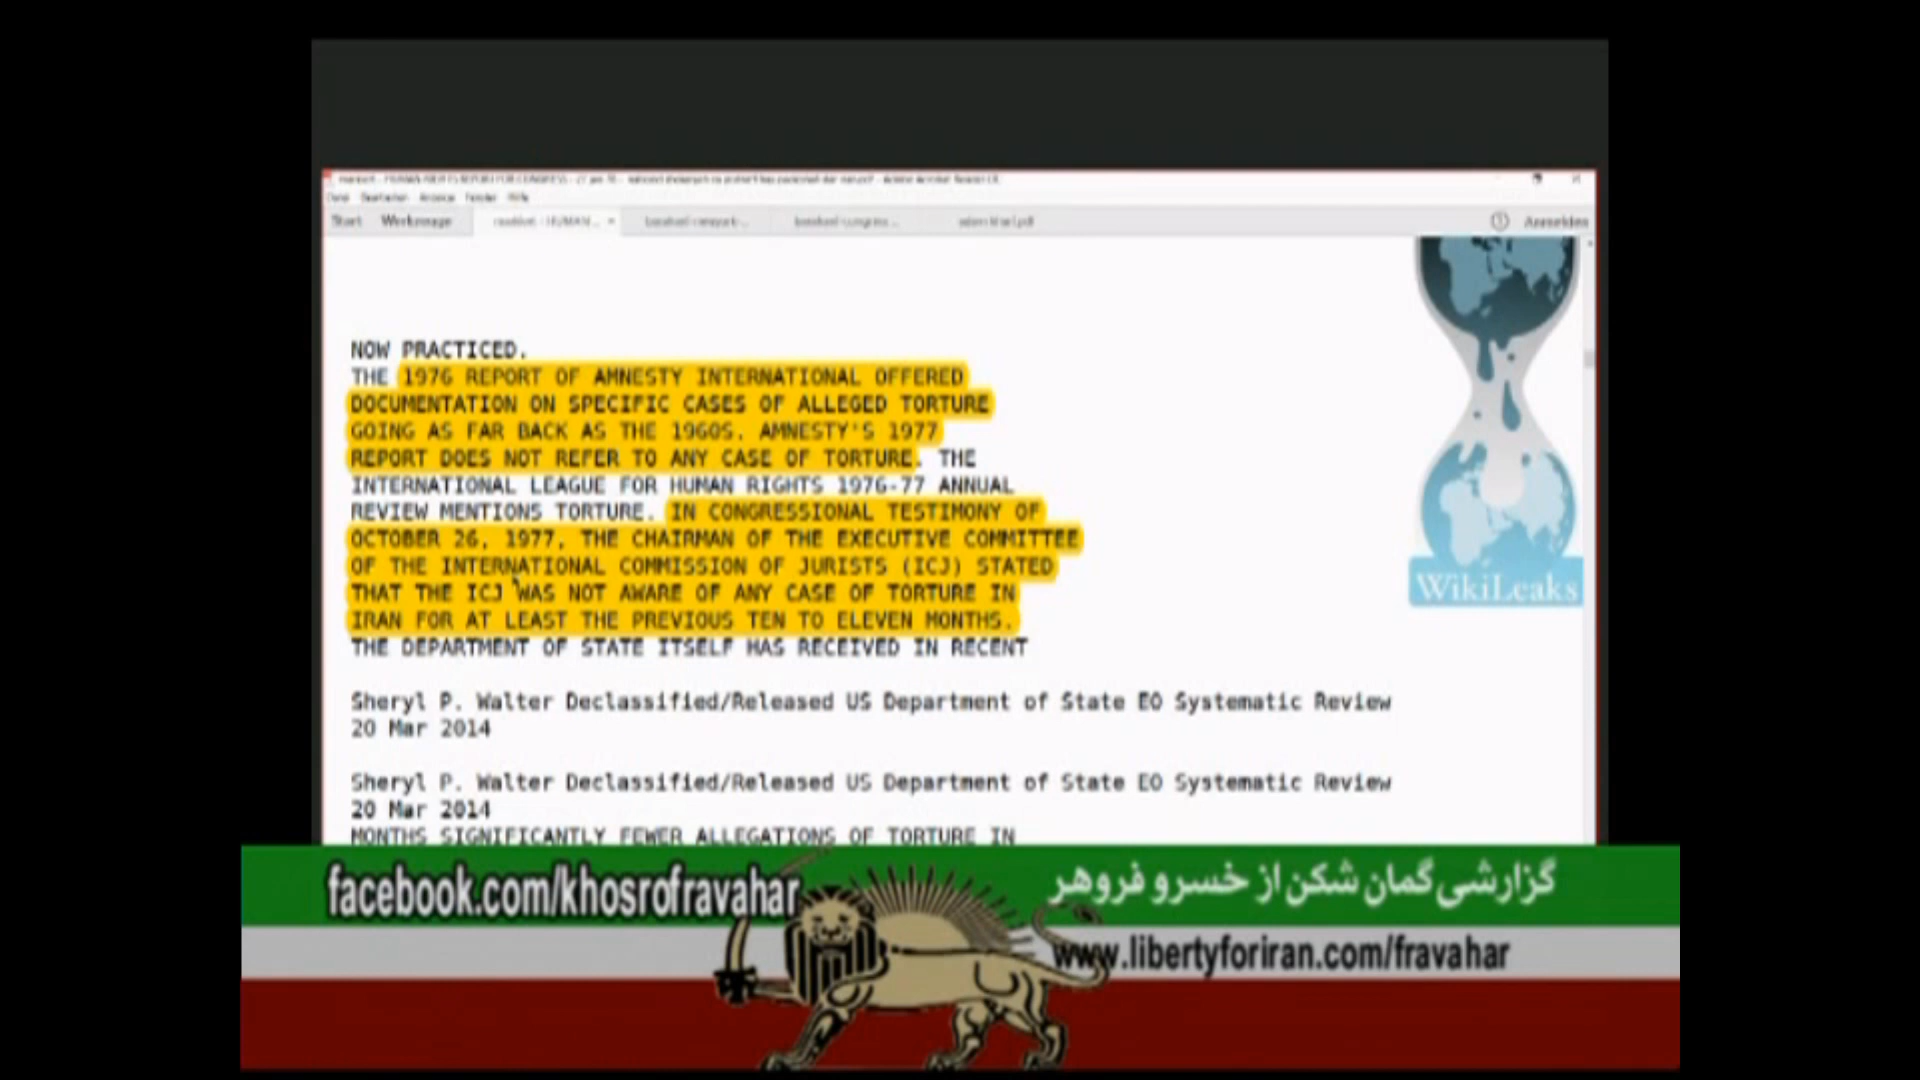 Start Werkzeuge Anmelden
NOW PRACTICED.
THE 1976 REPORT OF AMNESTY INTERNATIONAL OFFERED
DOCUMENTATION ON SPECIFIC CASES OF ALLEGED TORTURE
GOING AS FAR BACK AS THE 1960S. AMNESTY'S 1977
REPORT DOES NOT REFER TO ANY CASE OF TORTURE. THE
INTERNATIONAL LEAGUE FOR HUMAN RIGHTS 1976-77 ANNUAL
REVIEW MENTIONS TORTURE. IN CONGRESSIONAL TESTIMONY OF
OCTOBER 26, 1977, THE CHAIRMAN OF THE EXECUTIVE COMMITTEE
OF THE INTERNATIONAL COMMISSION OF JURISTS (ICJ) STATED
THAT THE ICJ WAS NOT AWARE OF ANY CASE OF TORTURE IN
IRAN FOR AT LEAST THE PREVIOUS TEN TO ELEVEN MONTHS.
THE DEPARTMENT OF STATE ITSELF HAS RECEIVED IN RECENT
WikiLeaks
Sheryl P. Walter Declassified/Released US Department of State EO Systematic Review
20 Mar 2014
Sheryl P. Walter Declassified/Released US Department of State EO Systematic Review
20 Mar 2014
MONTHS SIGNIFICANTLY FEWER ALLEGATIONS OF TORTURE IN
facebook.com/khosrofravahar
گزارشی گمان شکن از خسرو فروهر
www.libertyforiran.com/fravahar